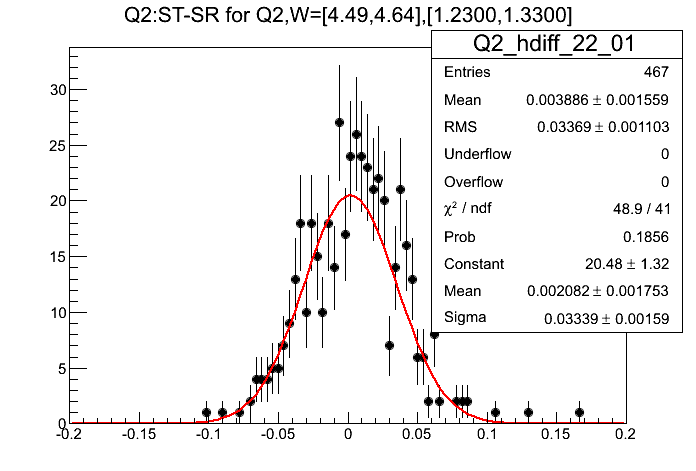 Q2:ST-SR for Q2,W=[4.49,4.64],[1.2300,1.3300]
Q2_hdiff_22_01
Entries 467
Mean 0.003886 ± 0.001559
RMS 0.03369 ± 0.001103
Underflow 0
Overflow 0
χ² / ndf 48.9 / 41
Prob 0.1856
Constant 20.48 ± 1.32
Mean 0.002082 ± 0.001753
Sigma 0.03339 ± 0.00159
30
25
20
15
10
5
0
-0.2 -0.15 -0.1 -0.05 0 0.05 0.1 0.15 0.2